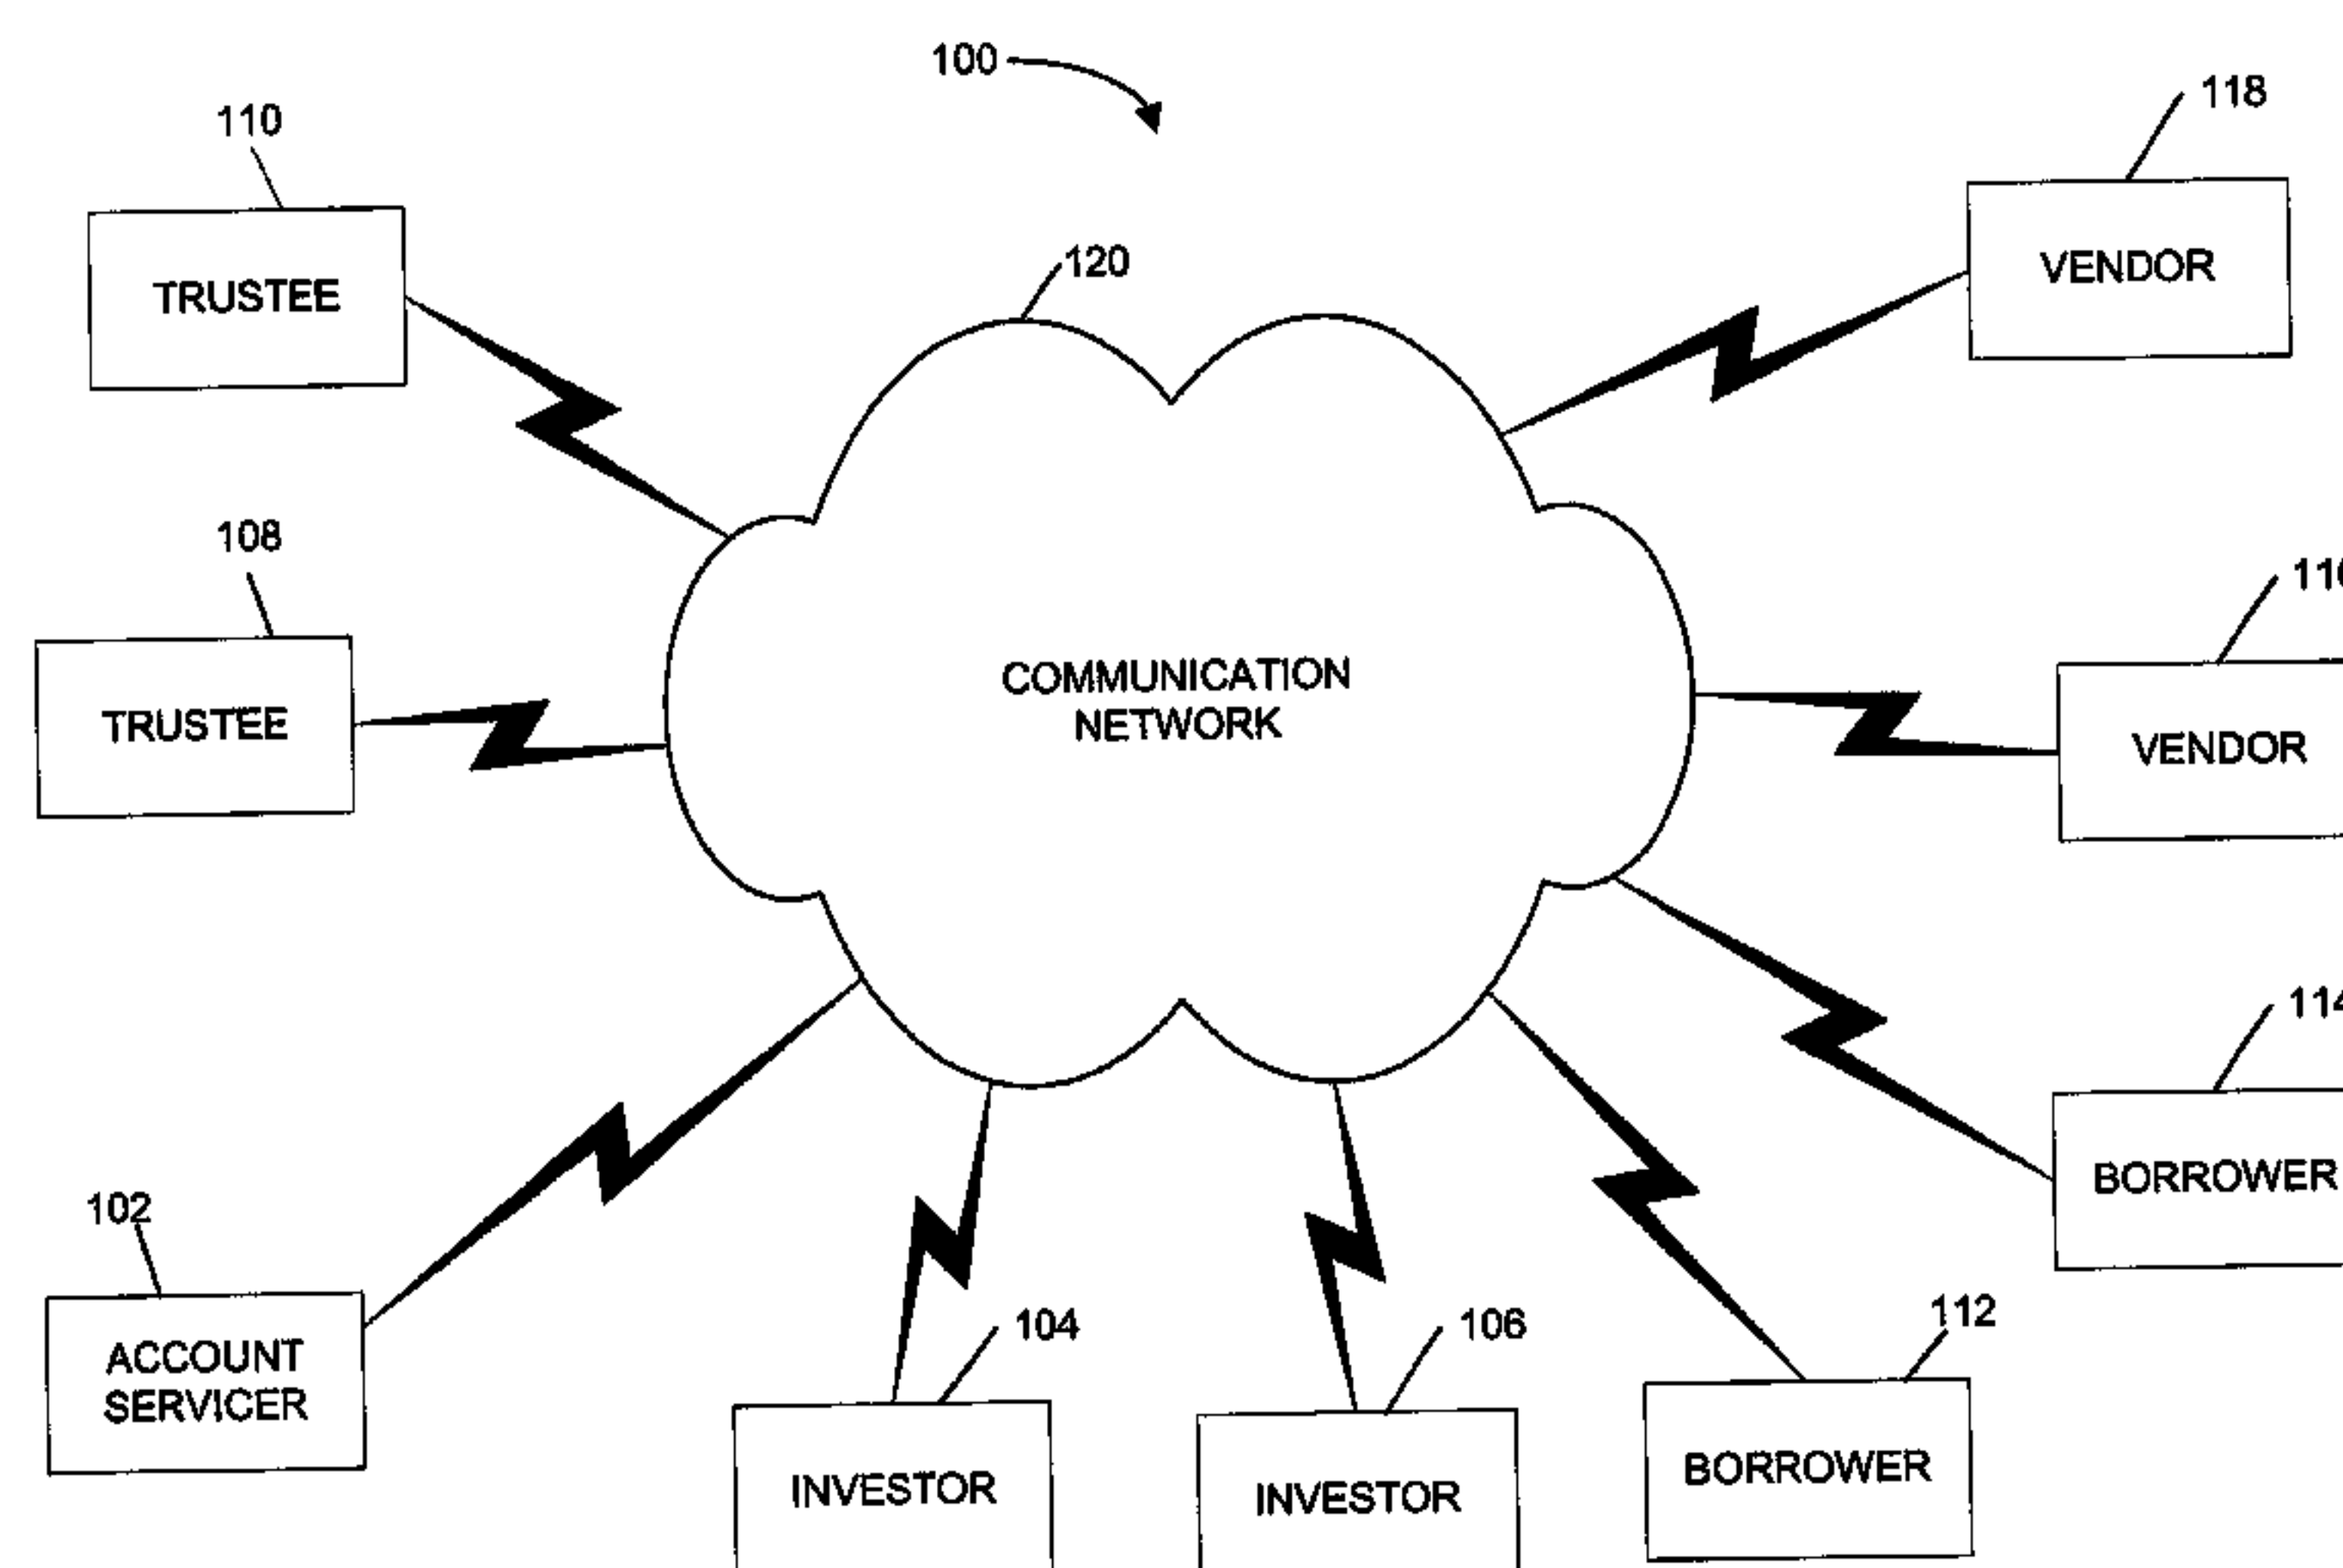 100
118
110
120
VENDOR
TRUSTEE
108
COMMUNICATION
NETWORK
TRUSTEE
VENDOR
114
BORROWER
102
112
104
106
ACCOUNT
SERVICER
BORROWER
INVESTOR
INVESTOR